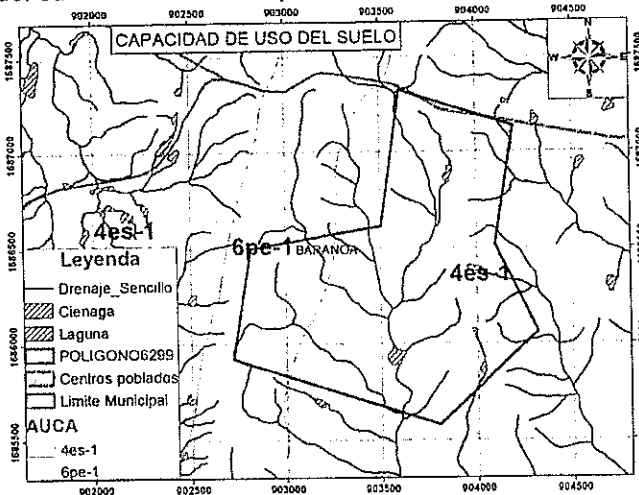 902000 902500 903000 903500 904000 904500
CAPACIDAD DE USO DEL SUELO
N
W E
S
1687500
1687000
1686500
1686000
1685500
4es-1
6pe-1
BARANOA
4es-1
Leyenda
Drenaje_Sencillo
Cienaga
Laguna
POLIGONO6299
Centros poblados
Limite Municipal
AUCA
4es-1
6pe-1
902000 902500 903000 903500 904000 904500